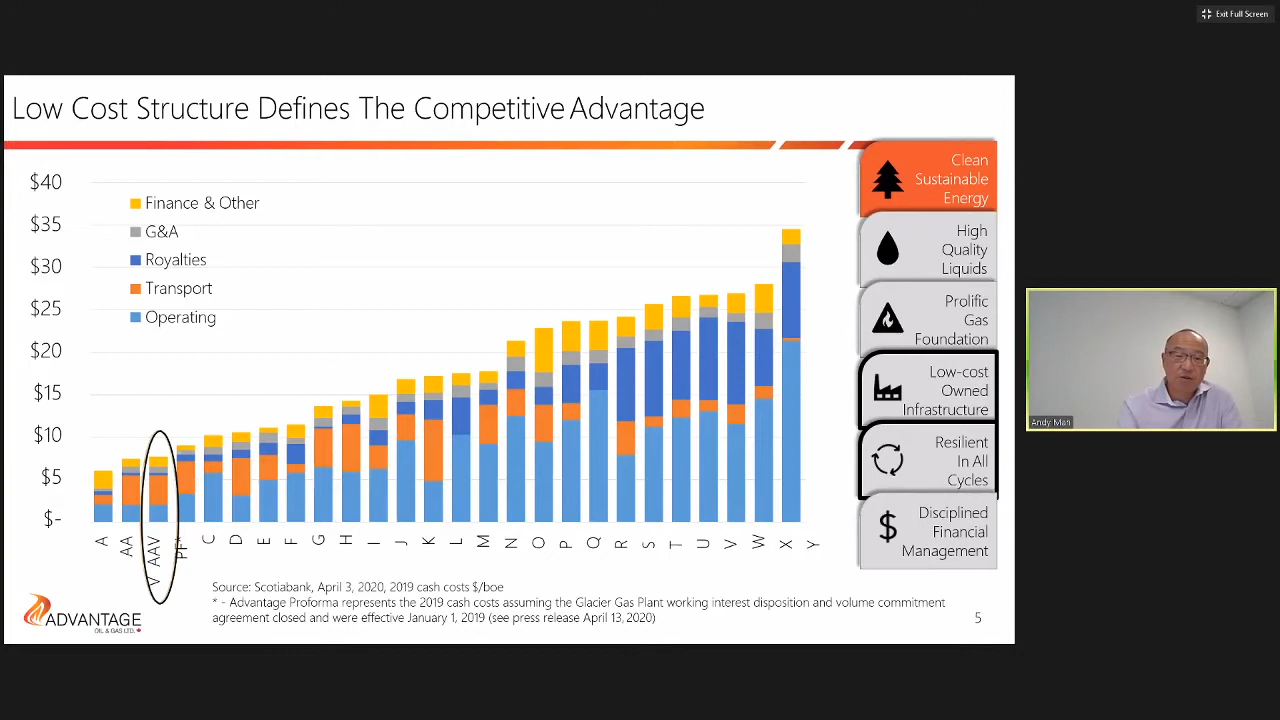 Exit Full Screen
Low Cost Structure Defines The Competitive Advantage
$40
$35
$30
$25
$20
$15
$10
$5
$-
Finance & Other
G&A
Royalties
Transport
Operating
A
AA
V AAV
PF*
C
D
E
F
G
H
I
J
K
L
M
N
O
P
Q
R
S
T
U
V
W
X
Y
Clean
Sustainable
Energy
High
Quality
Liquids
Prolific
Gas
Foundation
Low-cost
Owned
Infrastructure
Resilient
In All
Cycles
$
Disciplined
Financial
Management
Andy Mah
Source: Scotiabank, April 3, 2020, 2019 cash costs $/boe
* - Advantage Proforma represents the 2019 cash costs assuming the Glacier Gas Plant working interest disposition and volume commitment
agreement closed and were effective January 1, 2019 (see press release April 13, 2020)
ADVANTAGE
OIL & GAS LTD.
5